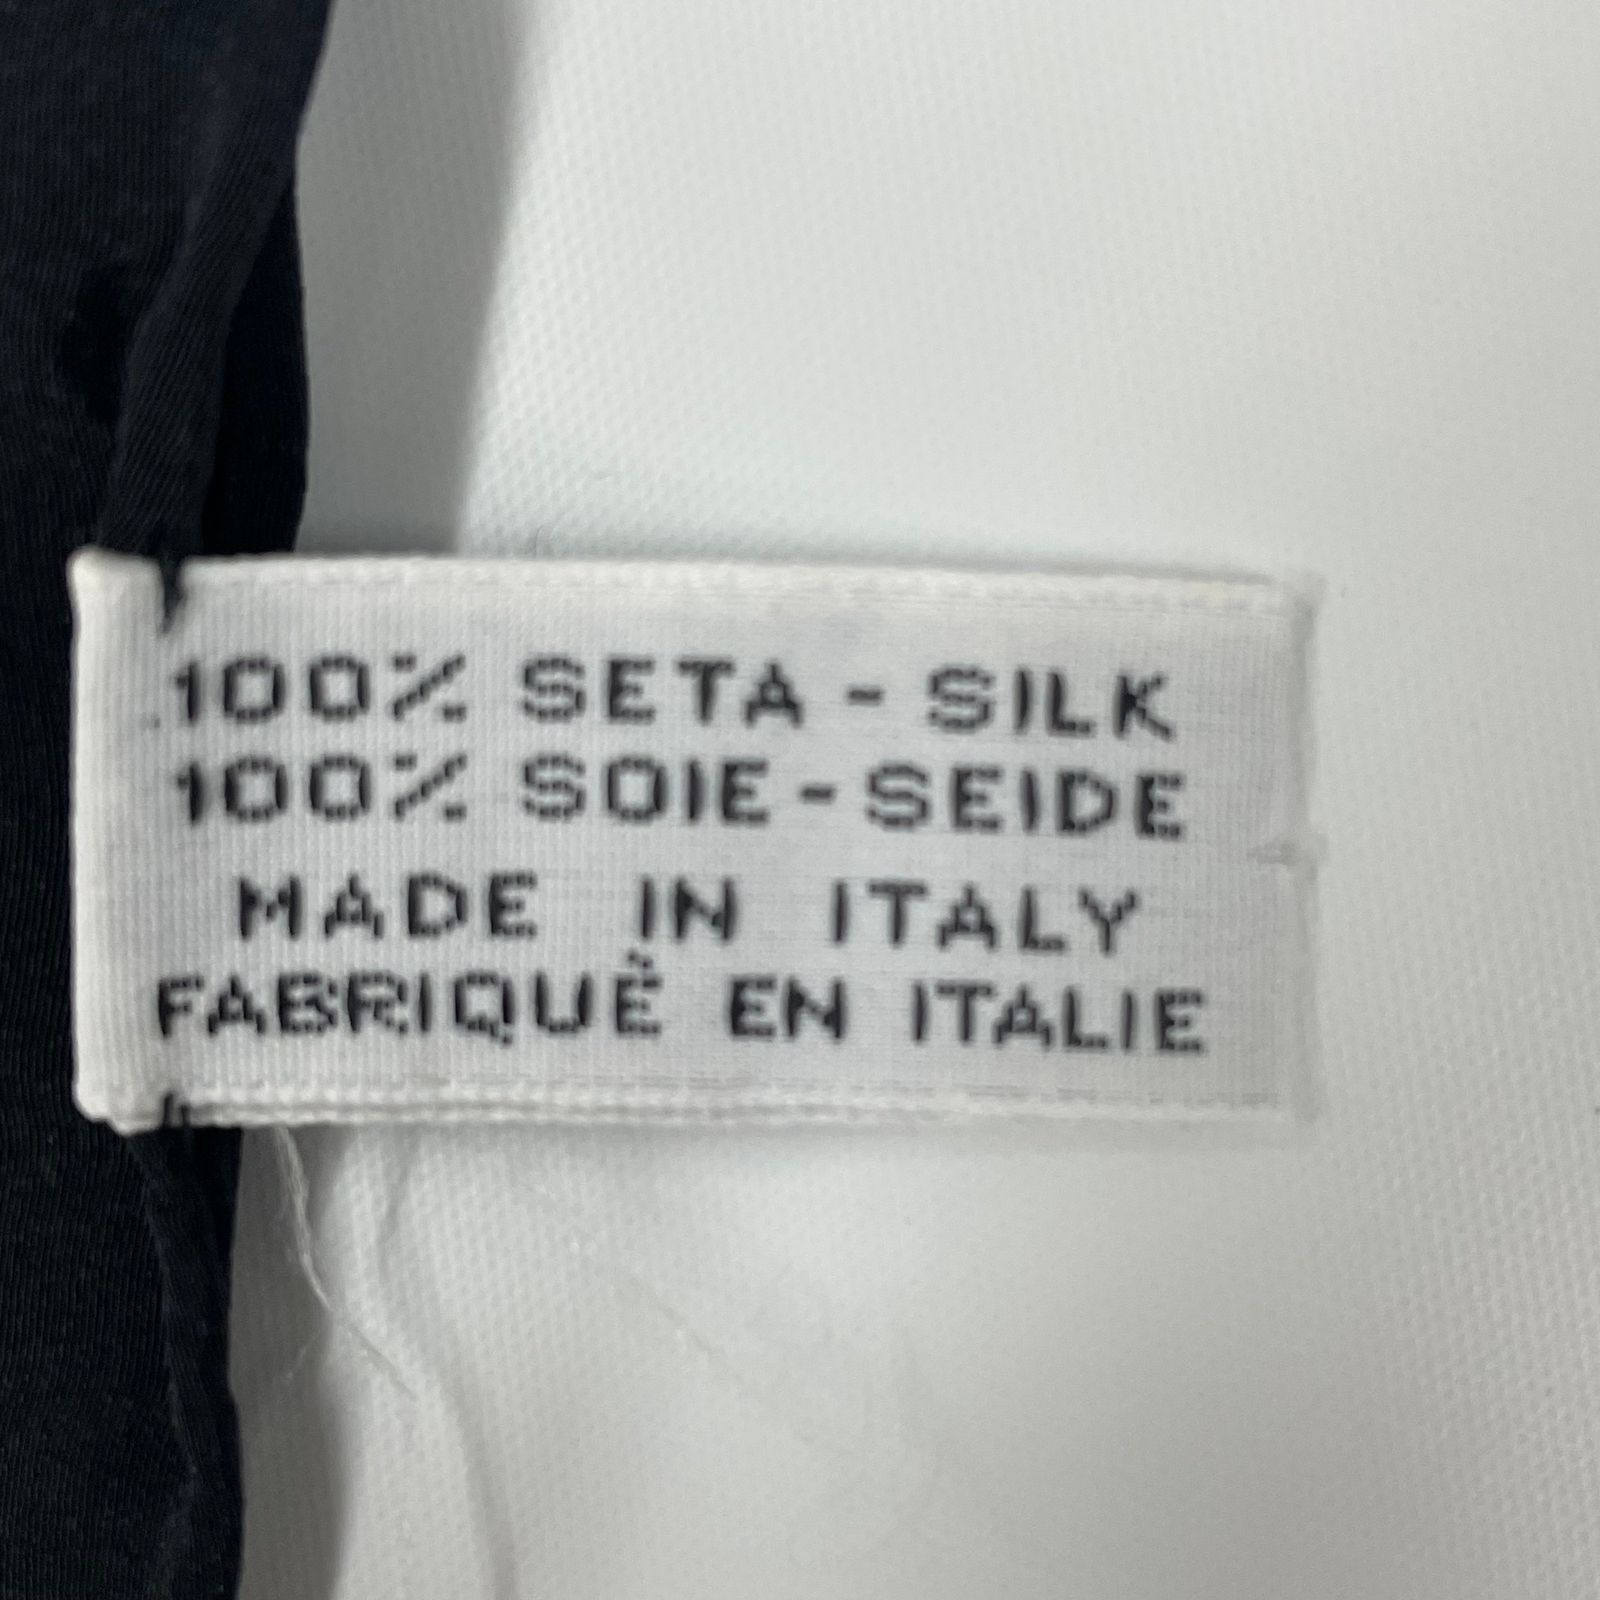 100% SETA - SILK
100% SOIE - SEIDE
MADE IN ITALY
FABRIQUÈ EN ITALIE